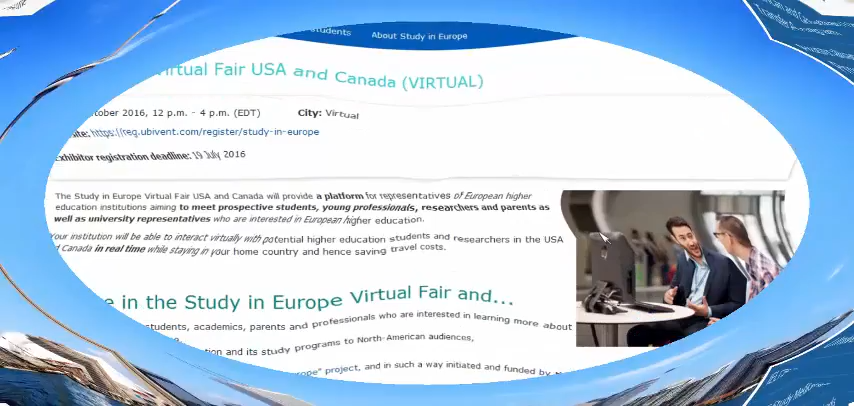 About Study in Europe
Virtual Fair USA and Canada (VIRTUAL)
October 2016, 12 p.m. - 4 p.m. (EDT) City: Virtual
https://reg.ubivent.com/register/study-in-europe
Exhibitor registration deadline: 19 July 2016
The Study in Europe Virtual Fair USA and Canada will provide a platform for representatives of European higher
education institutions aiming to meet prospective students, young professionals, researchers and parents as
well as university representatives who are interested in European higher education.
Your institution will be able to interact virtually with potential higher education students and researchers in the USA
Canada in real time while staying in your home country and hence saving travel costs.
e in the Study in Europe Virtual Fair and...
students, academics, parents and professionals who are interested in learning more about
and its study programs to North-American audiences,
project, and in such a way initiated and funded by